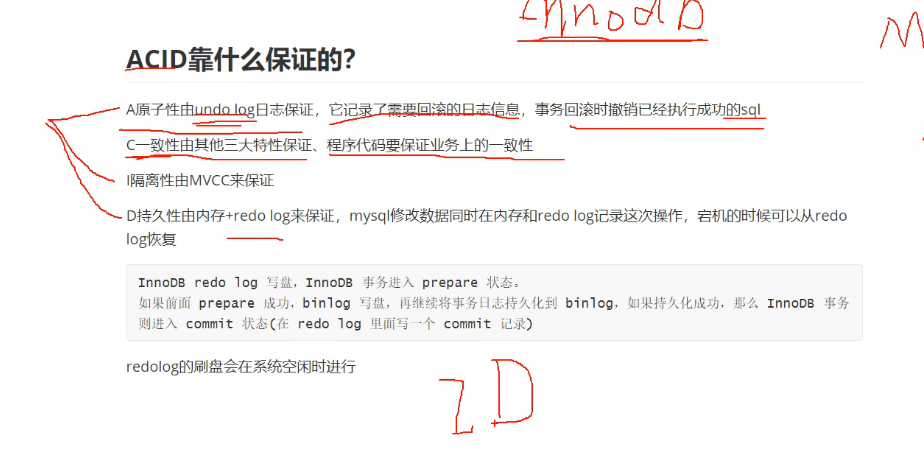 InnoDB
M
ACID靠什么保证的?
A原子性由undo log日志保证，它记录了需要回滚的日志信息，事务回滚时撤销已经执行成功的sql
C一致性由其他三大特性保证、程序代码要保证业务上的一致性
I隔离性由MVCC来保证
D持久性由内存+redo log来保证，mysql修改数据同时在内存和redo log记录这次操作，宕机的时候可以从redo
log恢复
InnoDB redo log 写盘，InnoDB 事务进入 prepare 状态。
如果前面 prepare 成功，binlog 写盘，再继续将事务日志持久化到 binlog，如果持久化成功，那么 InnoDB 事务
则进入 commit 状态(在 redo log 里面写一个 commit 记录)
redolog的刷盘会在系统空闲时进行
ID